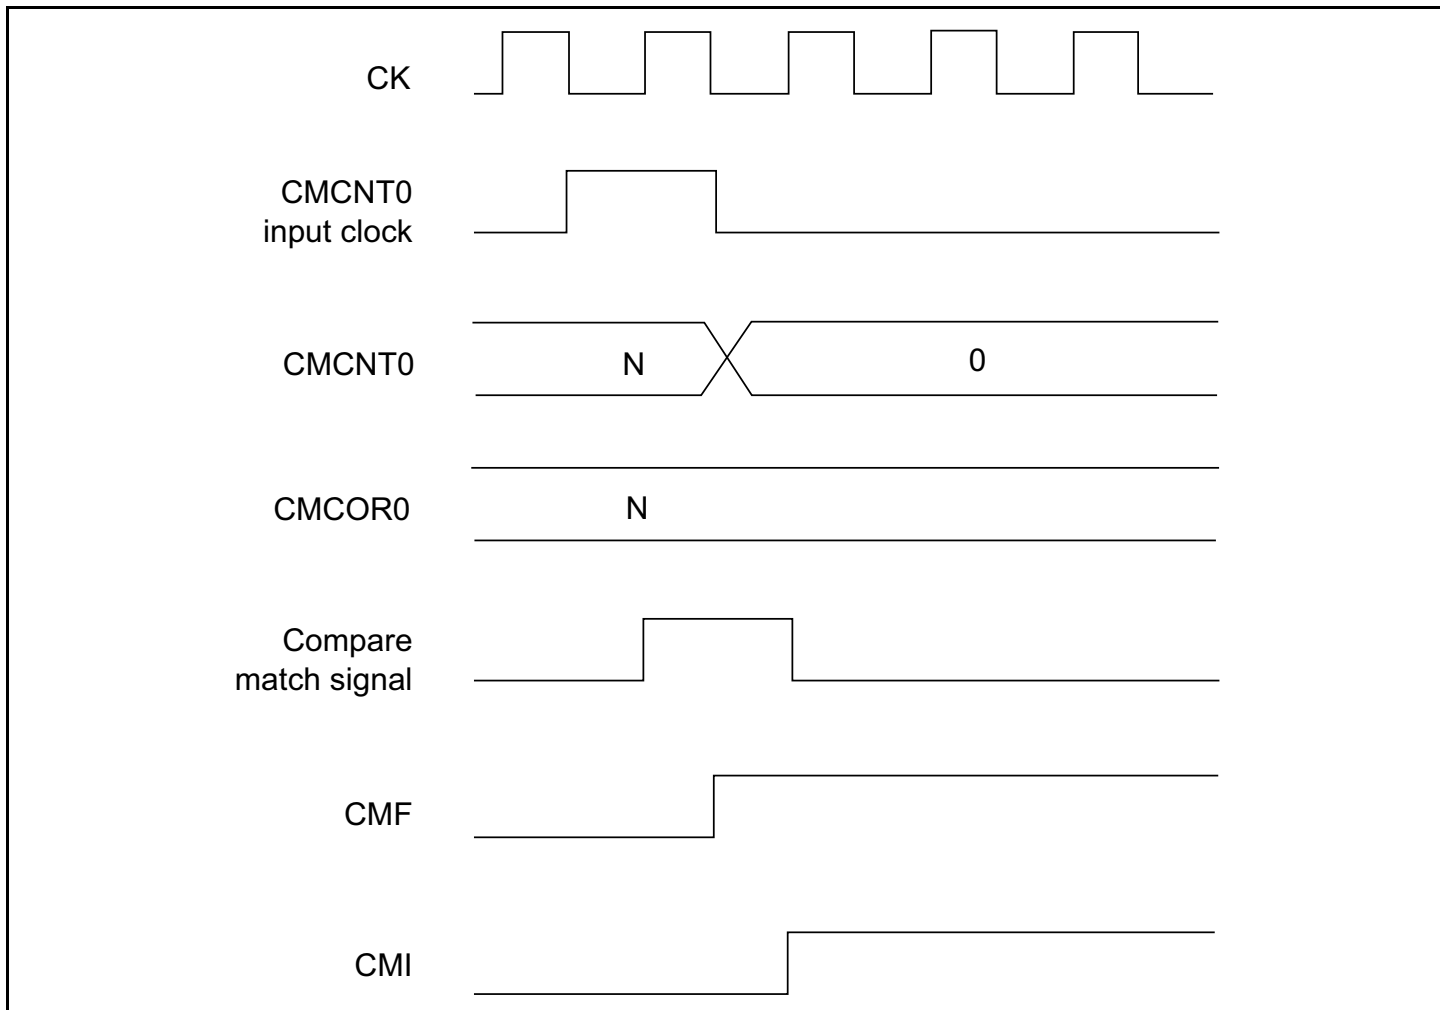 CK
CMCNT0
input clock
CMCNT0
N
0
CMCOR0
N
Compare
match signal
CMF
CMI